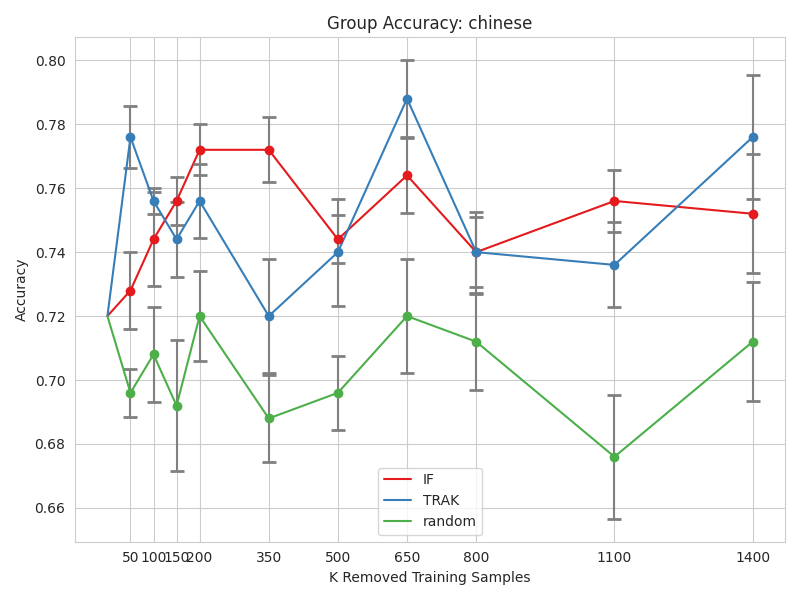 Group Accuracy: chinese
Accuracy
0.80
0.78
0.76
0.74
0.72
0.70
0.68
0.66
IF
TRAK
random
50 100 150 200 350 500 650 800 1100 1400
K Removed Training Samples